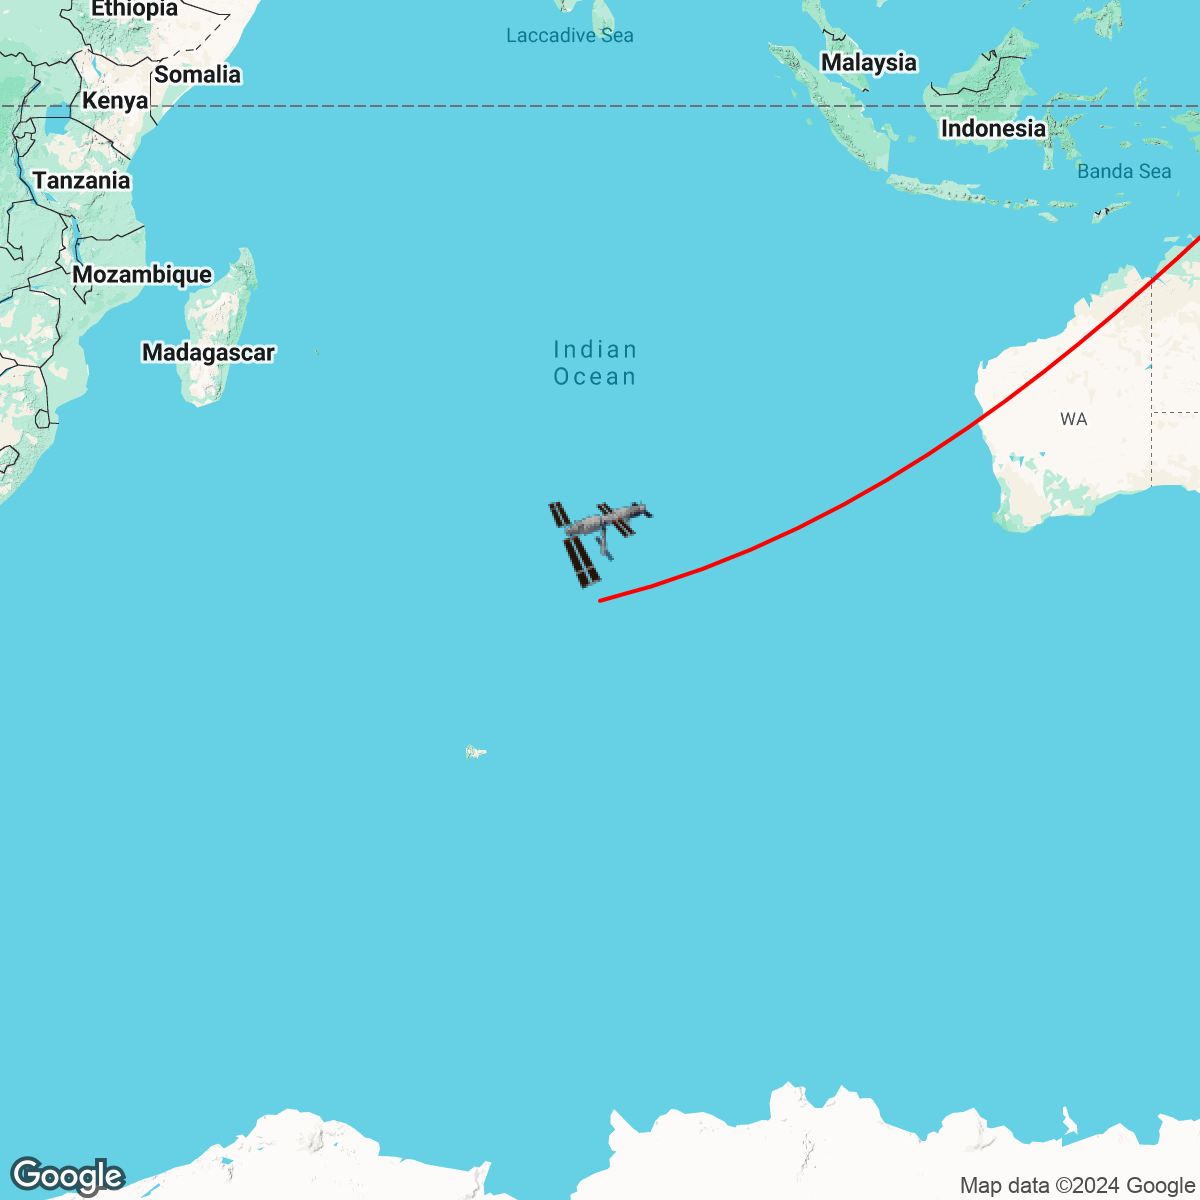 Ethiopia
Laccadive Sea
Somalia
Malaysia
Kenya
Indonesia
Tanzania
Banda Sea
Mozambique
Madagascar
Indian
Ocean
WA
Google
Map data ©2024 Google